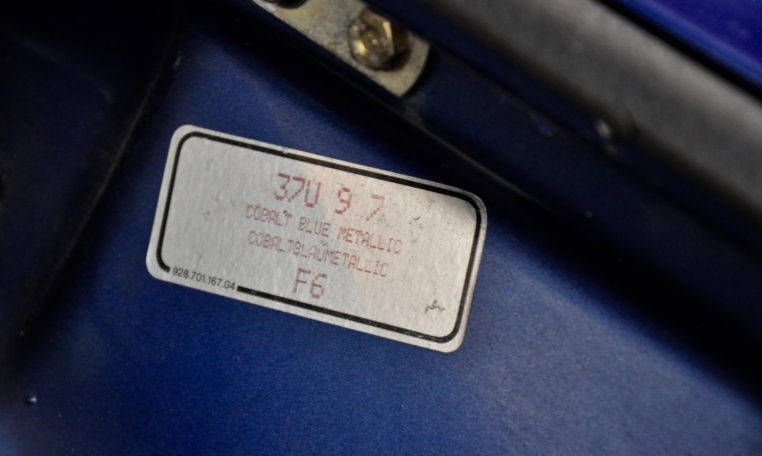 37U 9 7
COBALT BLUE METALLIC
COBALTBLAUMETALLIC
F6
928.701.167.04